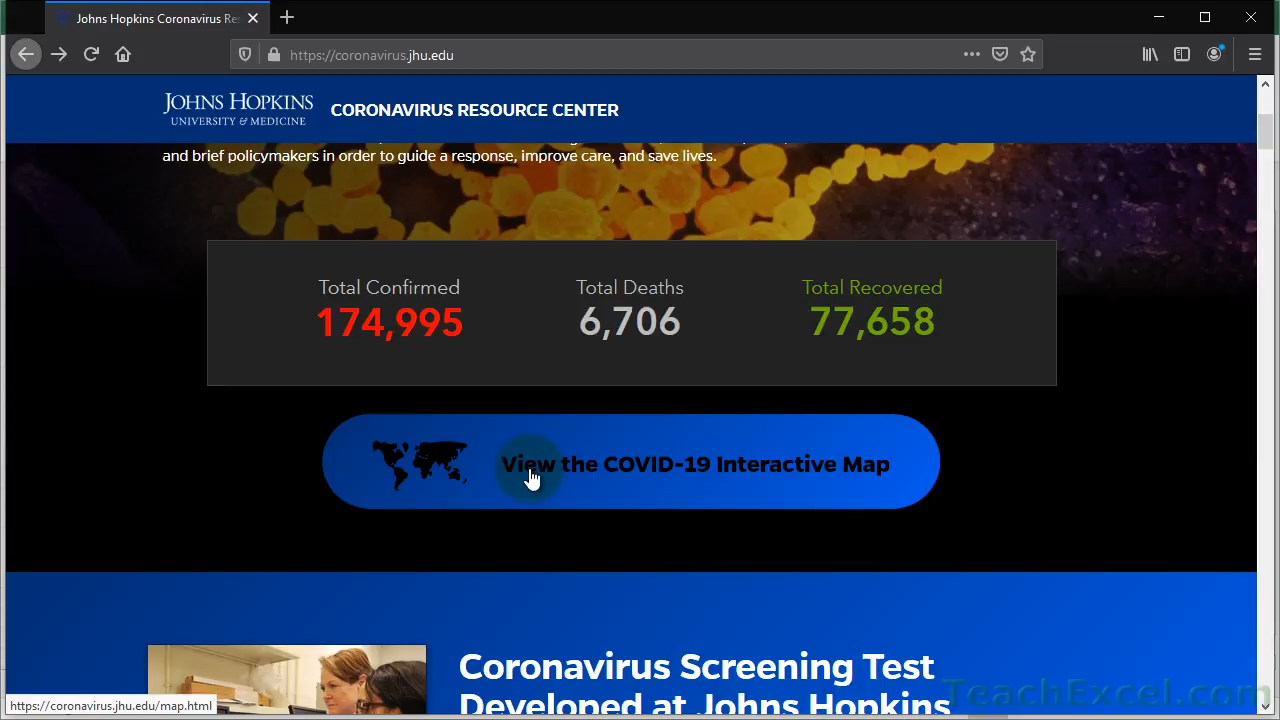 Johns Hopkins Coronavirus Re
https://coronavirus.jhu.edu
JOHNS HOPKINS
UNIVERSITY & MEDICINE
CORONAVIRUS RESOURCE CENTER
and brief policymakers in order to guide a response, improve care, and save lives.
Total Confirmed
174,995
Total Deaths
6,706
Total Recovered
77,658
View the COVID-19 Interactive Map
Coronavirus Screening Test
Developed at Johns Hopkins
https://coronavirus.jhu.edu/map.html
TeachExcel.com